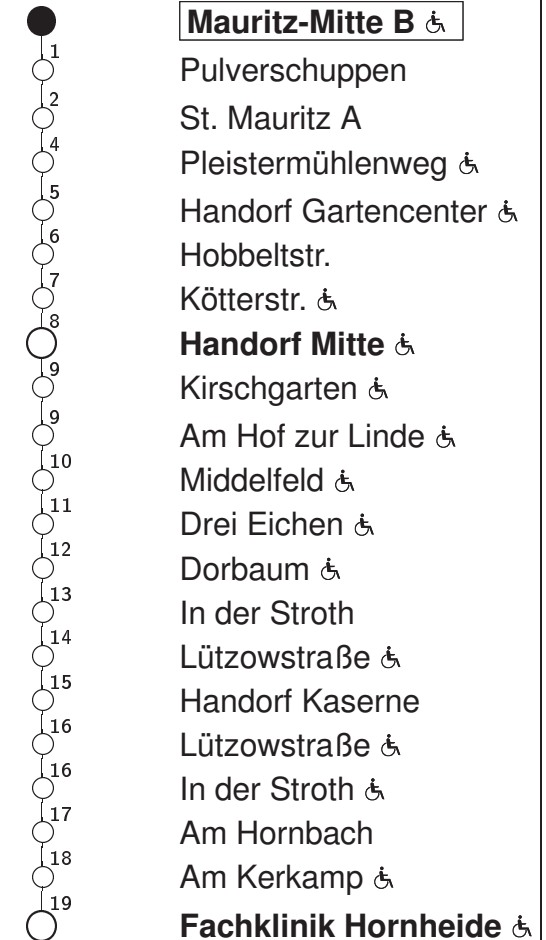 Mauritz-Mitte B
1
Pulverschuppen
2
St. Mauritz A
4
Pleistermühlenweg
5
Handorf Gartencenter
6
Hobbeltstr.
7
Kötterstr.
8
Handorf Mitte
9
Kirschgarten
9
Am Hof zur Linde
10
Middelfeld
11
Drei Eichen
12
Dorbaum
13
In der Stroth
14
Lützowstraße
15
Handorf Kaserne
16
Lützowstraße
16
In der Stroth
17
Am Hornbach
18
Am Kerkamp
19
Fachklinik Hornheide